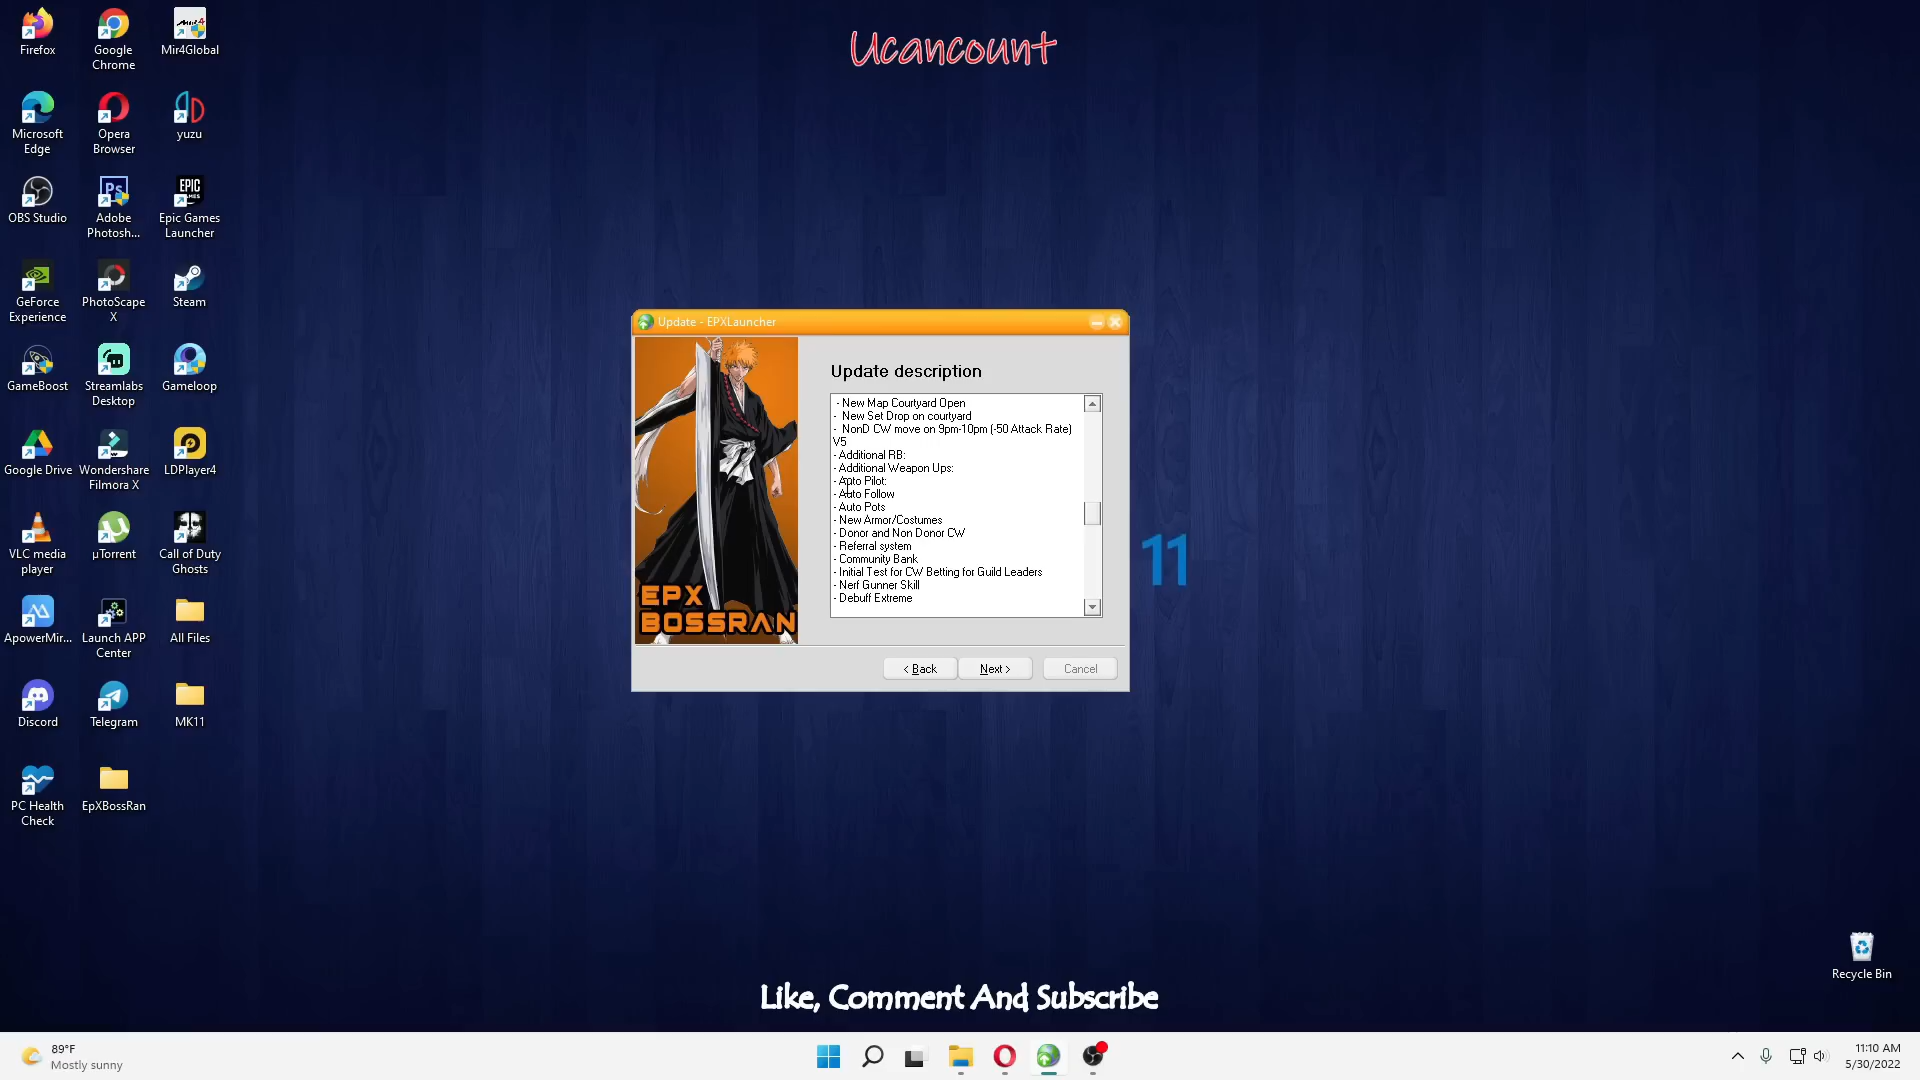 Ucancount
Firefox
Google
Chrome
Mir4Global
Microsoft
Edge
Opera
Browser
yuzu
OBS Studio
Ps
Adobe
Photosh...
EPIC
GAMES
Epic Games
Launcher
GeForce
Experience
PhotoScape
X
Steam
GameBoost
Streamlabs
Desktop
Gameloop
Google Drive
Wondershare
Filmora X
LDPlayer4
VLC media
player
µTorrent
Call of Duty
Ghosts
ApowerMir...
Launch APP
Center
All Files
Discord
Telegram
MK11
PC Health
Check
EpXBossRan
Update - EPXLauncher
Update description
- New Map Courtyard Open
- New Set Drop on courtyard
- NonD CW move on 9pm-10pm (-50 Attack Rate)
V5
- Additional RB:
- Additional Weapon Ups:
- Auto Pilot:
- Auto Follow
- Auto Pots
- New Armor/Costumes
- Donor and Non Donor CW
- Referral system
- Community Bank
- Initial Test for CW Betting for Guild Leaders
- Nerf Gunner Skill
- Debuff Extreme
EPX
BOSSRAN
< Back
Next >
Cancel
11
Recycle Bin
Like, Comment And Subscribe
89°F
Mostly sunny
11:10 AM
5/30/2022